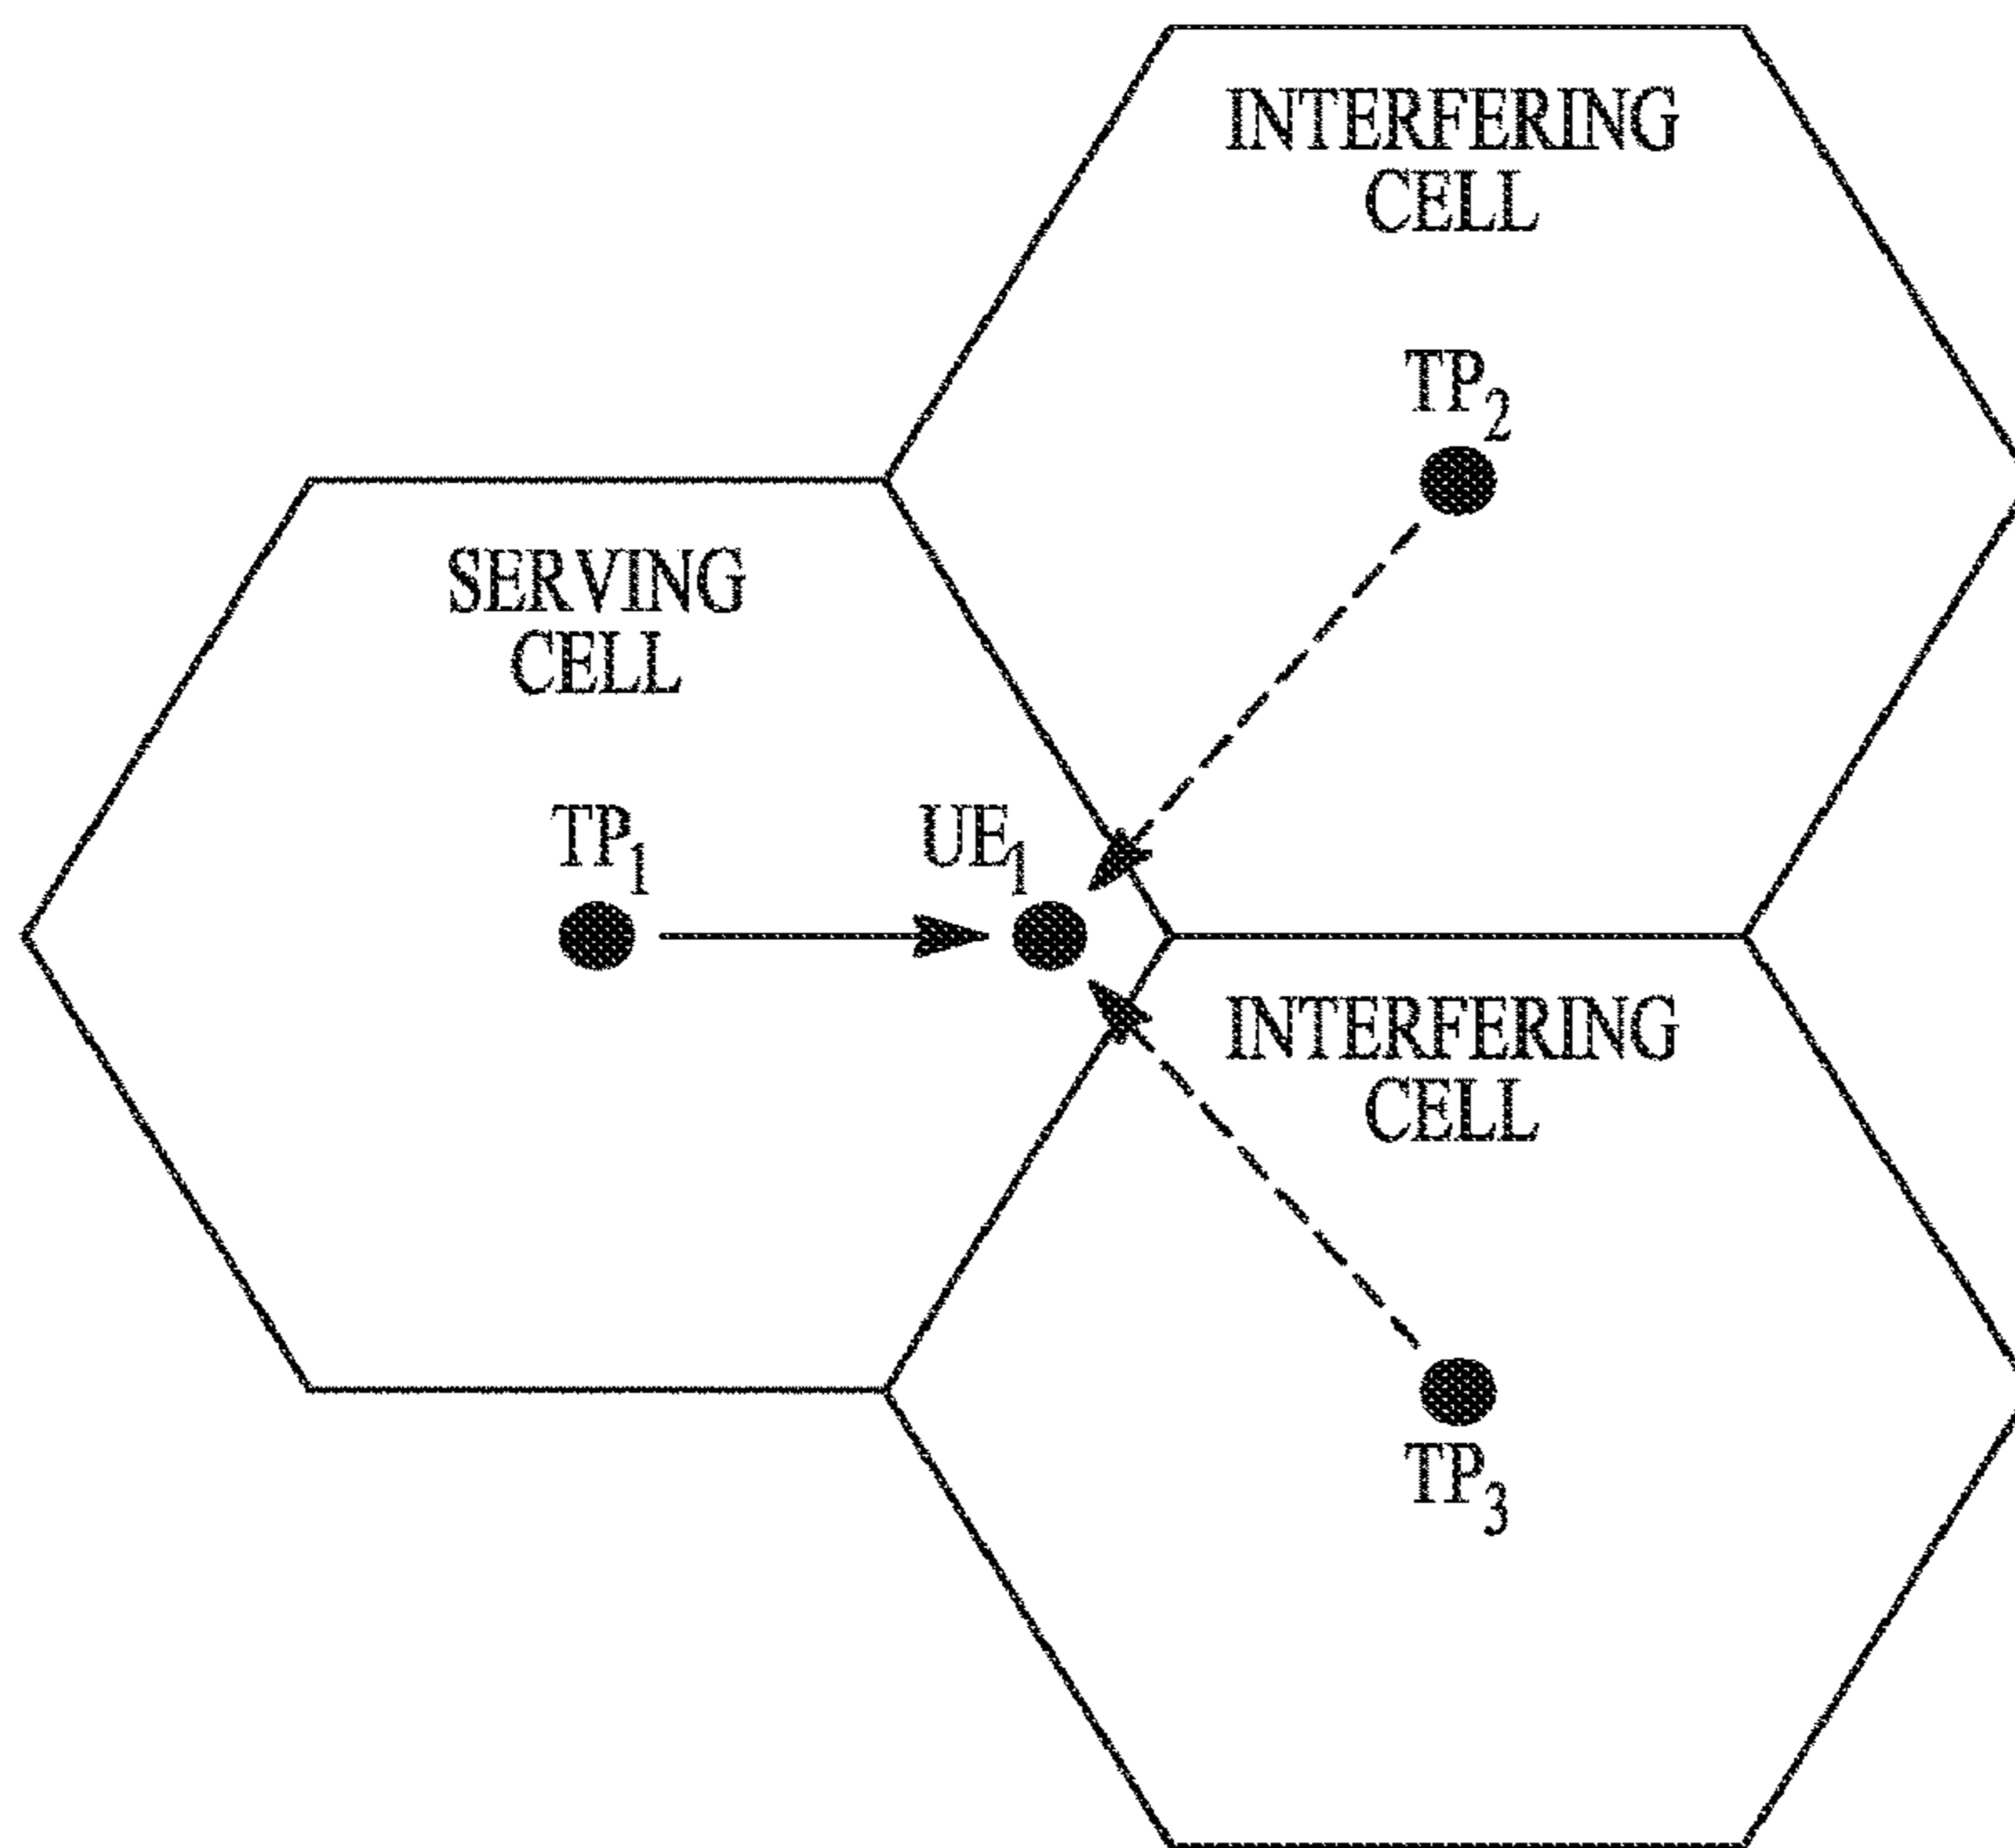 INTERFERING
CELL
TP2
SERVING
CELL
TP1
UE1
INTERFERING
CELL
TP3